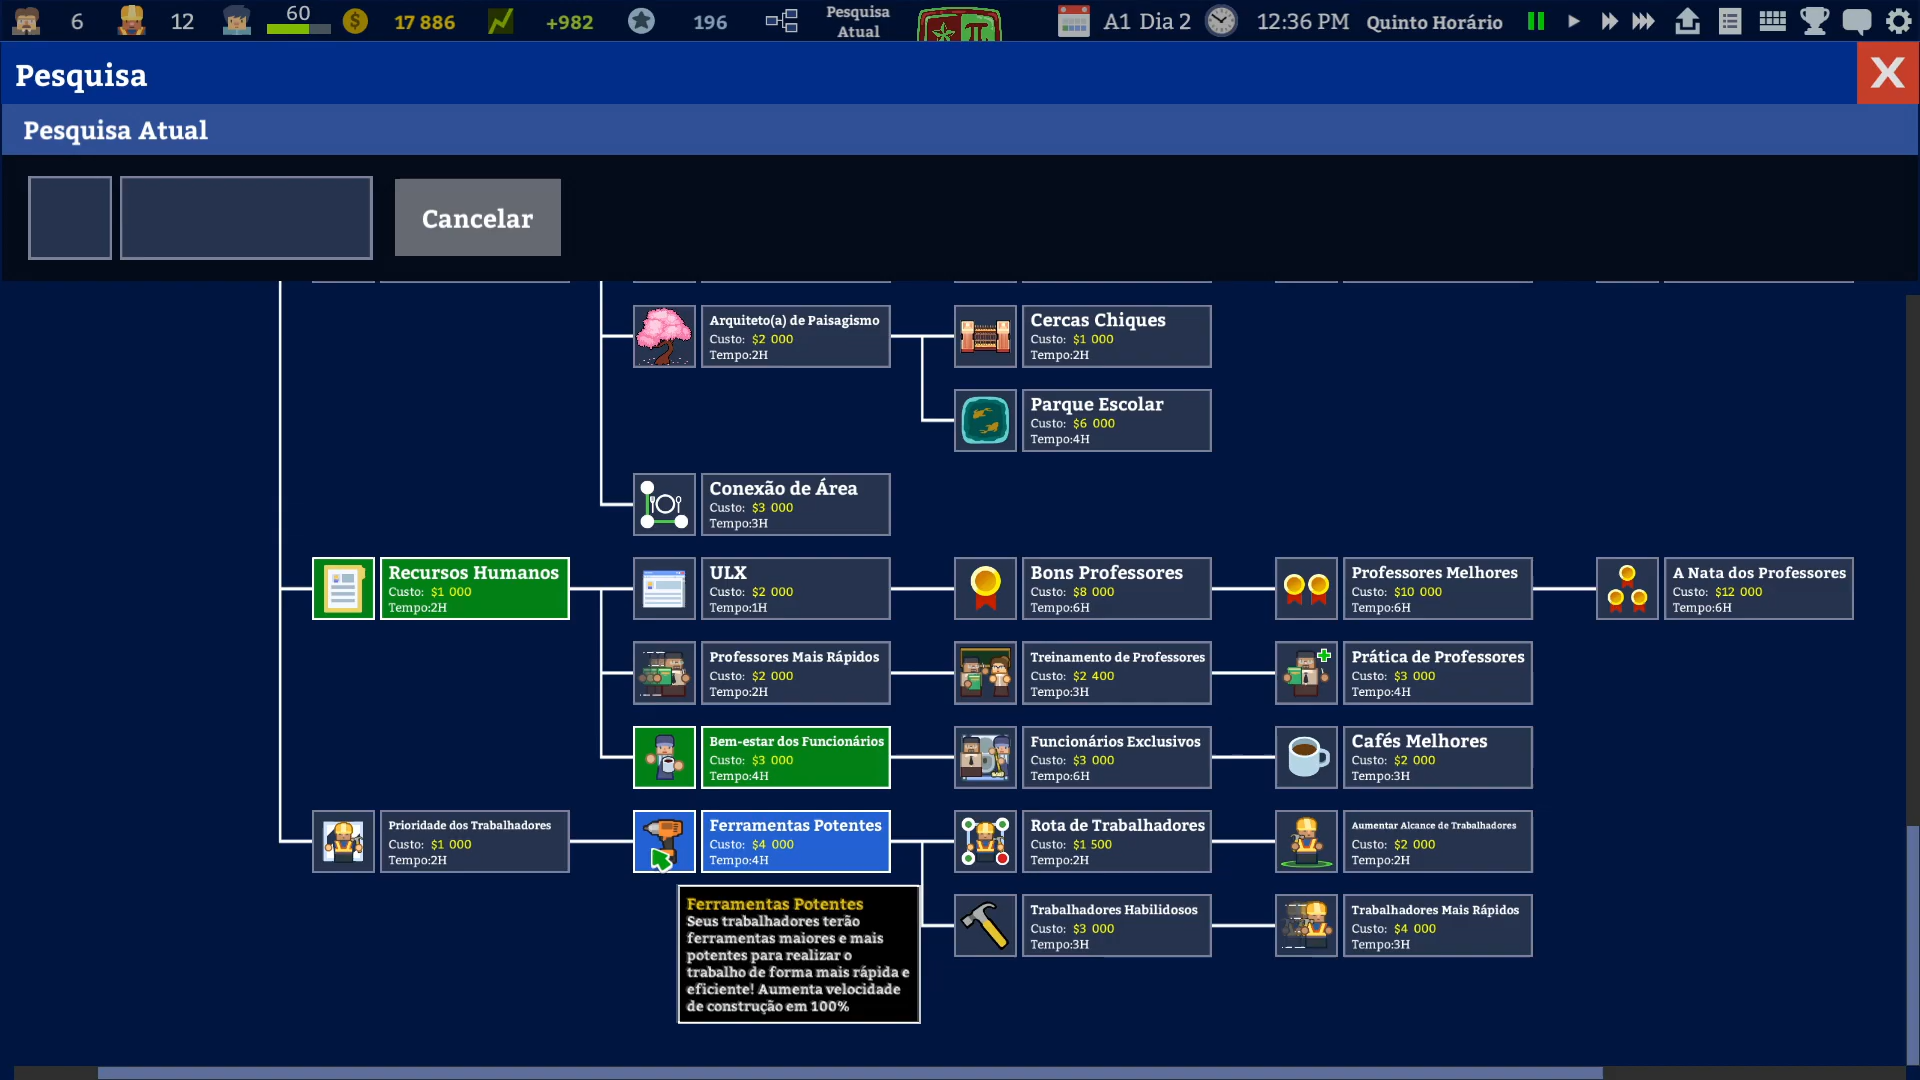 6
12
60
17 886
+982
196
Pesquisa
Atual
A1 Dia 2
12:36 PM
Quinto Horário
Pesquisa
X
Pesquisa Atual
Cancelar
Arquiteto(a) de Paisagismo
Custo: $2 000
Tempo:2H
Cercas Chiques
Custo: $1 000
Tempo:2H
Parque Escolar
Custo: $6 000
Tempo:4H
Conexão de Área
Custo: $3 000
Tempo:3H
Recursos Humanos
Custo: $1 000
Tempo:2H
ULX
Custo: $2 000
Tempo:1H
Bons Professores
Custo: $8 000
Tempo:6H
Professores Melhores
Custo: $10 000
Tempo:6H
A Nata dos Professores
Custo: $12 000
Tempo:6H
Professores Mais Rápidos
Custo: $2 000
Tempo:2H
Treinamento de Professores
Custo: $2 400
Tempo:3H
Prática de Professores
Custo: $3 000
Tempo:4H
Bem-estar dos Funcionários
Custo: $3 000
Tempo:4H
Funcionários Exclusivos
Custo: $3 000
Tempo:6H
Cafés Melhores
Custo: $2 000
Tempo:3H
Prioridade dos Trabalhadores
Custo: $1 000
Tempo:2H
Ferramentas Potentes
Custo: $4 000
Tempo:4H
Rota de Trabalhadores
Custo: $1 500
Tempo:2H
Aumentar Alcance de Trabalhadores
Custo: $2 000
Tempo:2H
Ferramentas Potentes
Seus trabalhadores terão
ferramentas maiores e mais
potentes para realizar o
trabalho de forma mais rápida e
eficiente! Aumenta velocidade
de construção em 100%
Trabalhadores Habilidosos
Custo: $3 000
Tempo:3H
Trabalhadores Mais Rápidos
Custo: $4 000
Tempo:3H